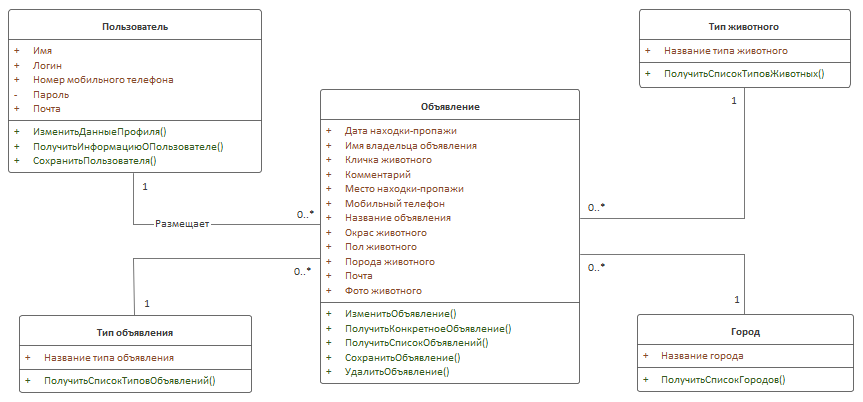 Пользователь
+ Имя
+ Логин
+ Номер мобильного телефона
- Пароль
+ Почта
+ ИзменитьДанныеПрофиля()
+ ПолучитьИнформациюОПользователе()
+ СохранитьПользователя()
1
Размещает
0..*
Тип животного
+ Название типа животного
+ ПолучитьСписокТиповЖивотных()
1
0..*
Объявление
+ Дата находки-пропажи
+ Имя владельца объявления
+ Кличка животного
+ Комментарий
+ Место находки-пропажи
+ Мобильный телефон
+ Название объявления
+ Окрас животного
+ Пол животного
+ Порода животного
+ Почта
+ Фото животного
+ ИзменитьОбъявление()
+ ПолучитьКонкретноеОбъявление()
+ ПолучитьСписокОбъявлений()
+ СохранитьОбъявление()
+ УдалитьОбъявление()
0..*
1
Тип объявления
+ Название типа объявления
+ ПолучитьСписокТиповОбъявлений()
0..*
1
Город
+ Название города
+ ПолучитьСписокГородов()